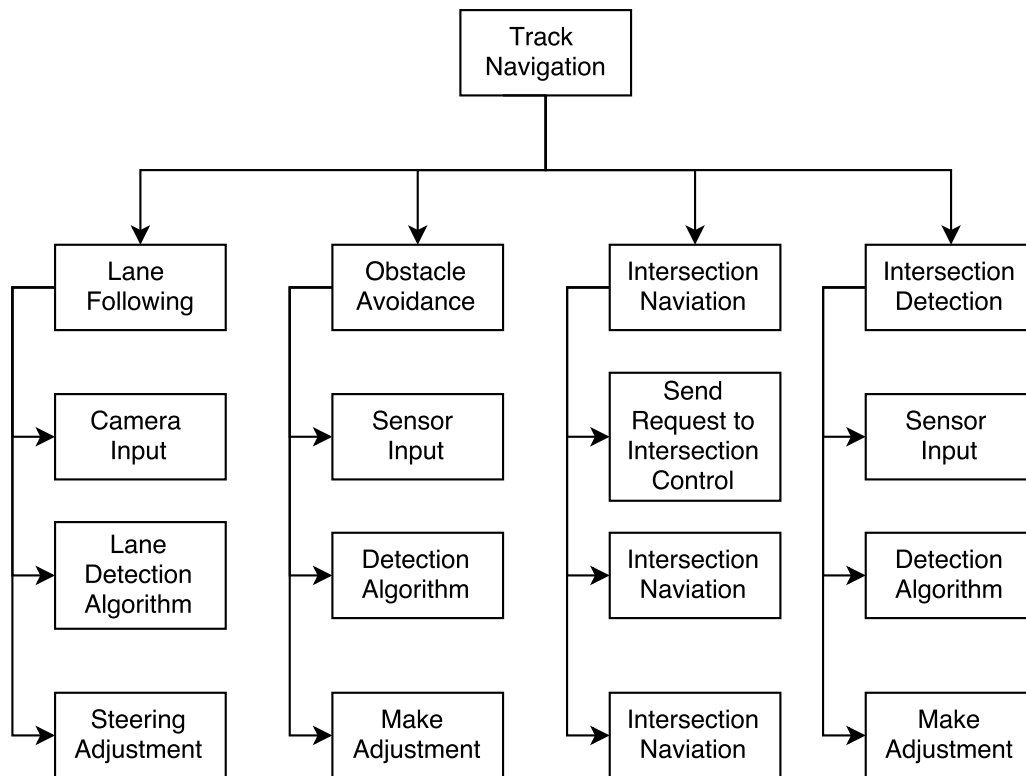 Track
Navigation
Lane
Following
Obstacle
Avoidance
Intersection
Naviation
Intersection
Detection
Camera
Input
Sensor
Input
Send
Request to
Intersection
Control
Sensor
Input
Lane
Detection
Algorithm
Detection
Algorithm
Intersection
Naviation
Detection
Algorithm
Steering
Adjustment
Make
Adjustment
Intersection
Naviation
Make
Adjustment